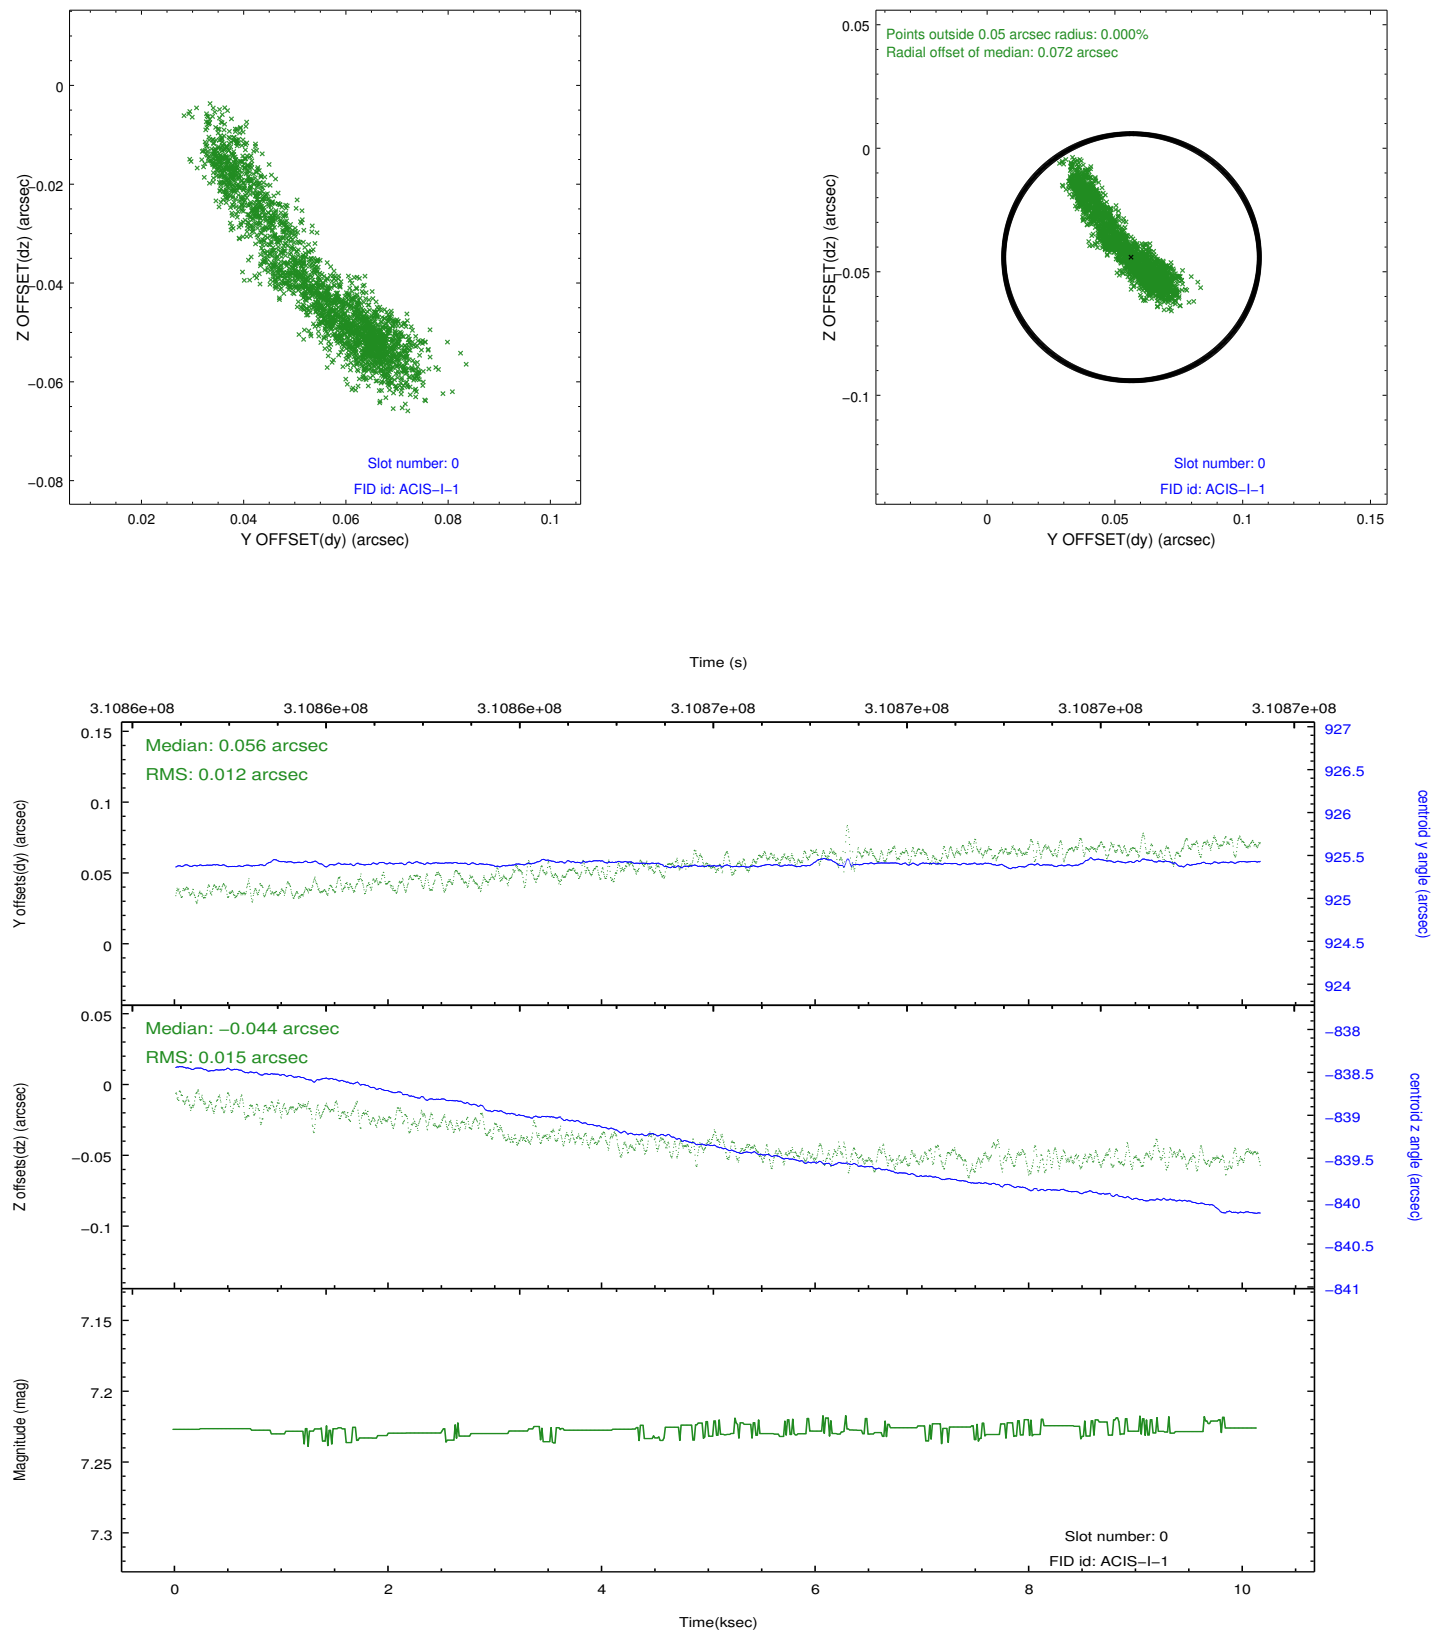 0
−0.02
−0.04
−0.06
−0.08
Z OFFSET(dz) (arcsec)
Slot number: 0
FID id: ACIS−I−1
0.02
0.04
0.06
0.08
0.1
Y OFFSET(dy) (arcsec)
Points outside 0.05 arcsec radius: 0.000%
Radial offset of median: 0.072 arcsec
0.05
0
−0.05
−0.1
Z OFFSET(dz) (arcsec)
Slot number: 0
FID id: ACIS−I−1
0
0.05
0.1
0.15
Y OFFSET(dy) (arcsec)
Time (s)
3.1086e+08
3.1086e+08
3.1086e+08
3.1087e+08
3.1087e+08
3.1087e+08
3.1087e+08
Median: 0.056 arcsec
RMS: 0.012 arcsec
0.15
0.1
0.05
0
Y offsets(dy) (arcsec)
927
926.5
926
925.5
925
924.5
924
centroid y angle (arcsec)
Median: −0.044 arcsec
RMS: 0.015 arcsec
0.05
0
−0.05
−0.1
Z offsets(dz) (arcsec)
−838
−838.5
−839
−839.5
−840
−840.5
−841
centroid z angle (arcsec)
7.15
7.2
7.25
7.3
Magnitude (mag)
Slot number: 0
FID id: ACIS−I−1
0
2
4
6
8
10
Time(ksec)